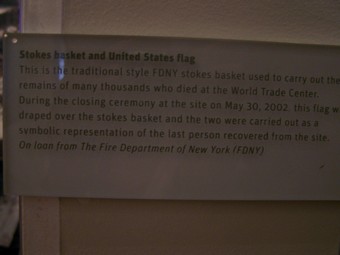 Stokes basket and United States flag
This is the traditional style FDNY stokes basket used to carry out the
remains of many thousands who died at the World Trade Center.
During the closing ceremony at the site on May 30, 2002, this flag w
draped over the stokes basket and the two were carried out as a
symbolic representation of the last person recovered from the site.
On loan from The Fire Department of New York (FDNY)